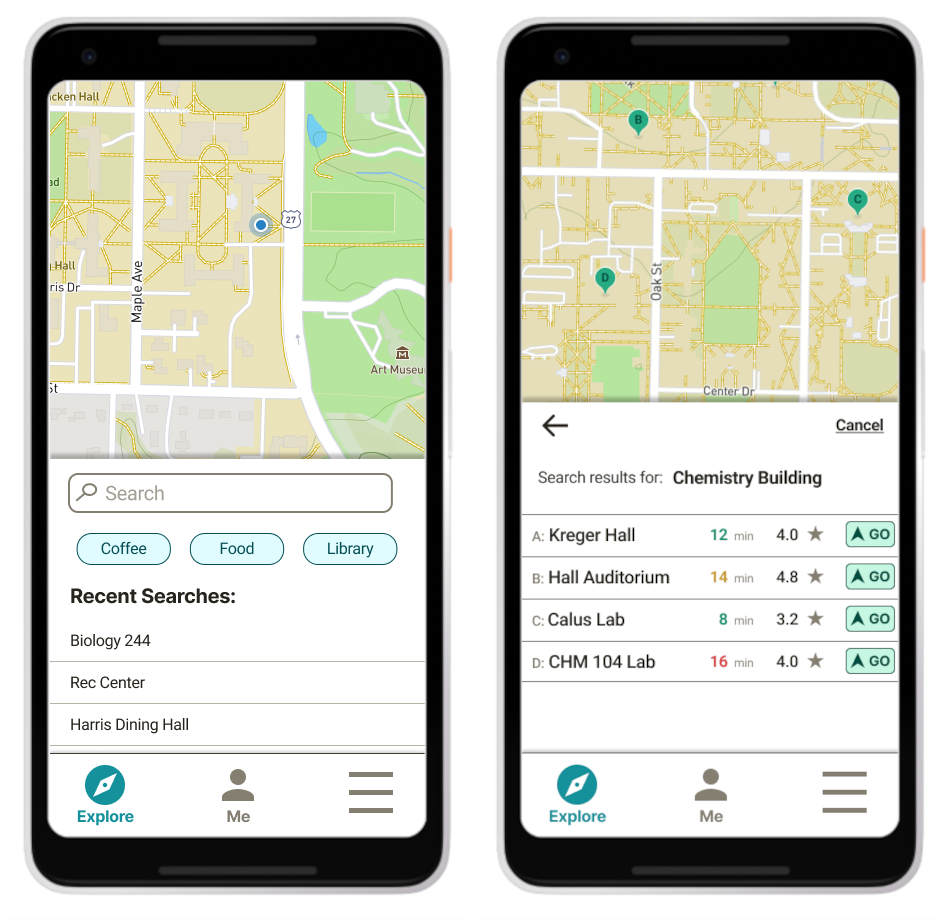 cken Hall
ad
g Hall
ris Dr
Maple Ave
27
Art Museu
St
Search
Coffee
Food
Library
Recent Searches:
Biology 244
Rec Center
Harris Dining Hall
Explore
Me
B
C
D
Oak St
Center Dr
Cancel
Search results for: Chemistry Building
A: Kreger Hall 12 min 4.0 ★ GO
B: Hall Auditorium 14 min 4.8 ★ GO
C: Calus Lab 8 min 3.2 ★ GO
D: CHM 104 Lab 16 min 4.0 ★ GO
Explore
Me